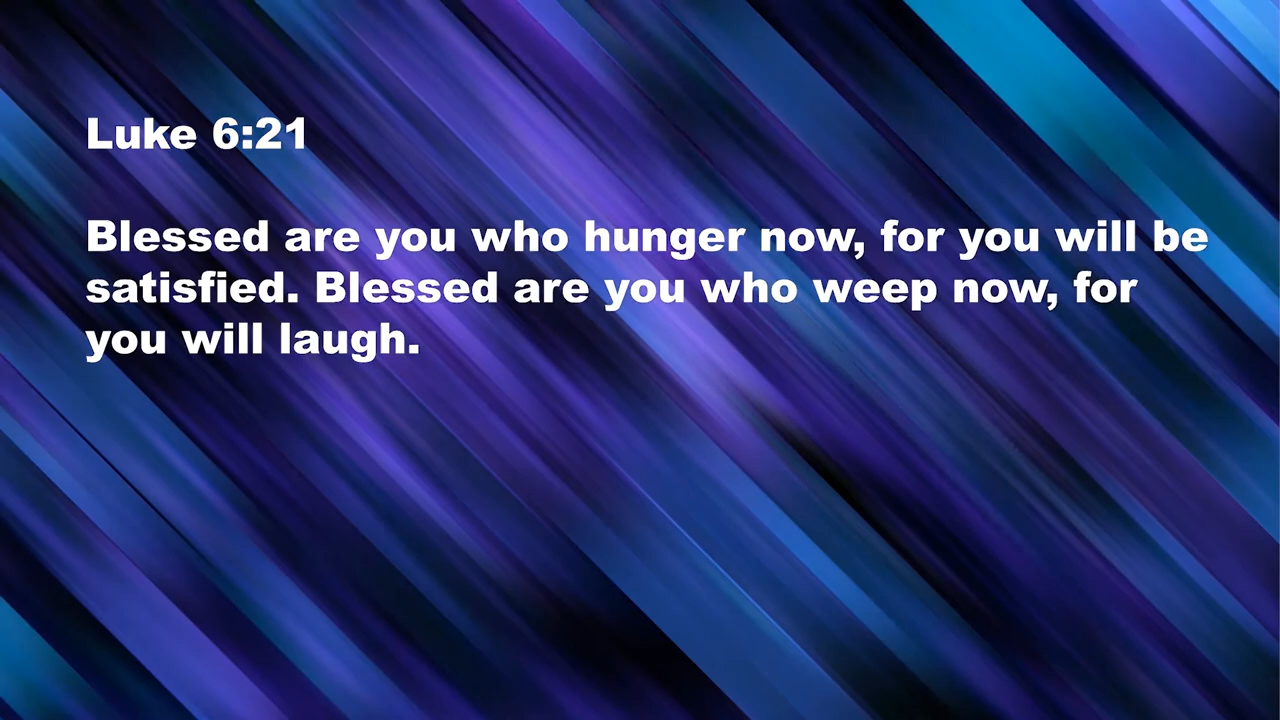 Luke 6:21
Blessed are you who hunger now, for you will be
satisfied. Blessed are you who weep now, for
you will laugh.